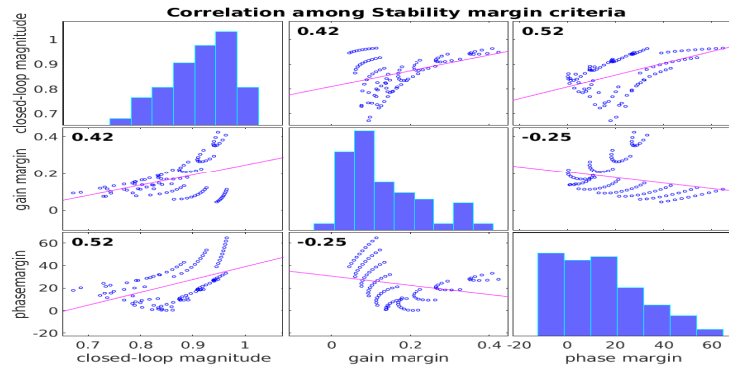 Correlation among Stability margin criteria
closed-loop magnitude
1
0.9
0.8
0.7
0.42
0.52
gain margin
0.4
0.2
0
0.42
-0.25
phasemargin
60
40
20
0
-20
0.52
-0.25
0.7 0.8 0.9 1
0 0.2 0.4
-20 0 20 40 60
closed-loop magnitude
gain margin
phase margin